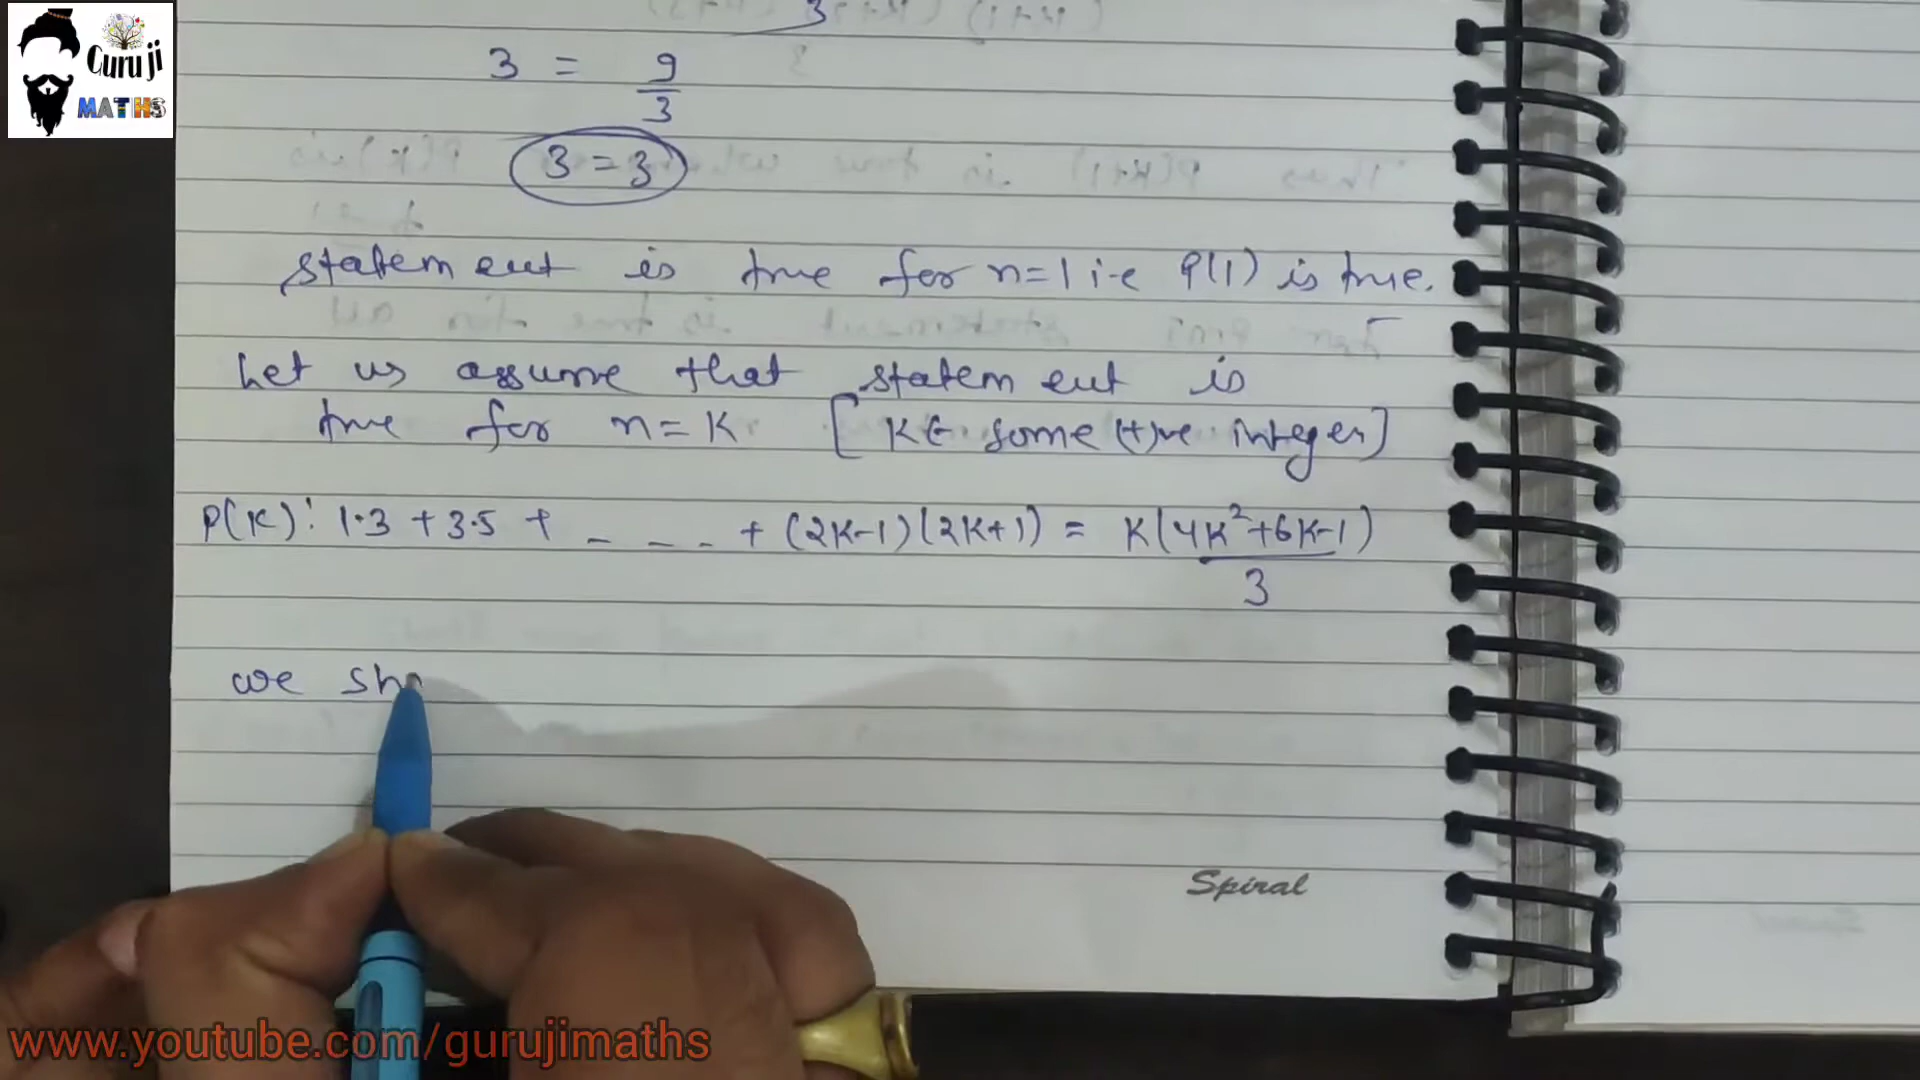 Guru ji
MATHS
3
3 = 9/3
3 = 3
statement is true for n=1 i.e P(1) is true.
Let us assume that statement is
true for n=K [K∈ some (+)ve integer]
P(K): 1·3 + 3·5 + _ _ _ + (2K-1)(2K+1) = K(4K²+6K-1)/3
we sho
Spiral
www.youtube.com/gurujimaths